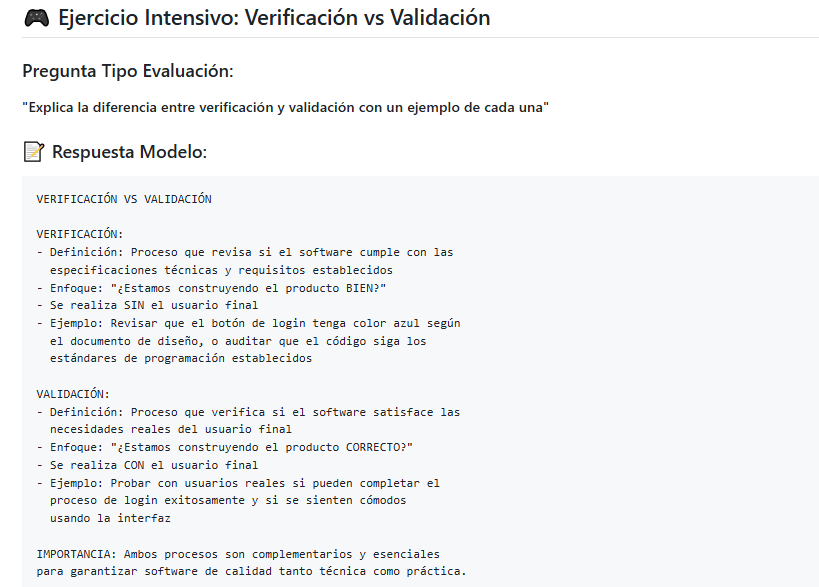 Ejercicio Intensivo: Verificación vs Validación
Pregunta Tipo Evaluación:
"Explica la diferencia entre verificación y validación con un ejemplo de cada una"
Respuesta Modelo:
VERIFICACIÓN VS VALIDACIÓN
VERIFICACIÓN:
- Definición: Proceso que revisa si el software cumple con las
especificaciones técnicas y requisitos establecidos
- Enfoque: "¿Estamos construyendo el producto BIEN?"
- Se realiza SIN el usuario final
- Ejemplo: Revisar que el botón de login tenga color azul según
el documento de diseño, o auditar que el código siga los
estándares de programación establecidos
VALIDACIÓN:
- Definición: Proceso que verifica si el software satisface las
necesidades reales del usuario final
- Enfoque: "¿Estamos construyendo el producto CORRECTO?"
- Se realiza CON el usuario final
- Ejemplo: Probar con usuarios reales si pueden completar el
proceso de login exitosamente y si se sienten cómodos
usando la interfaz
IMPORTANCIA: Ambos procesos son complementarios y esenciales
para garantizar software de calidad tanto técnica como práctica.